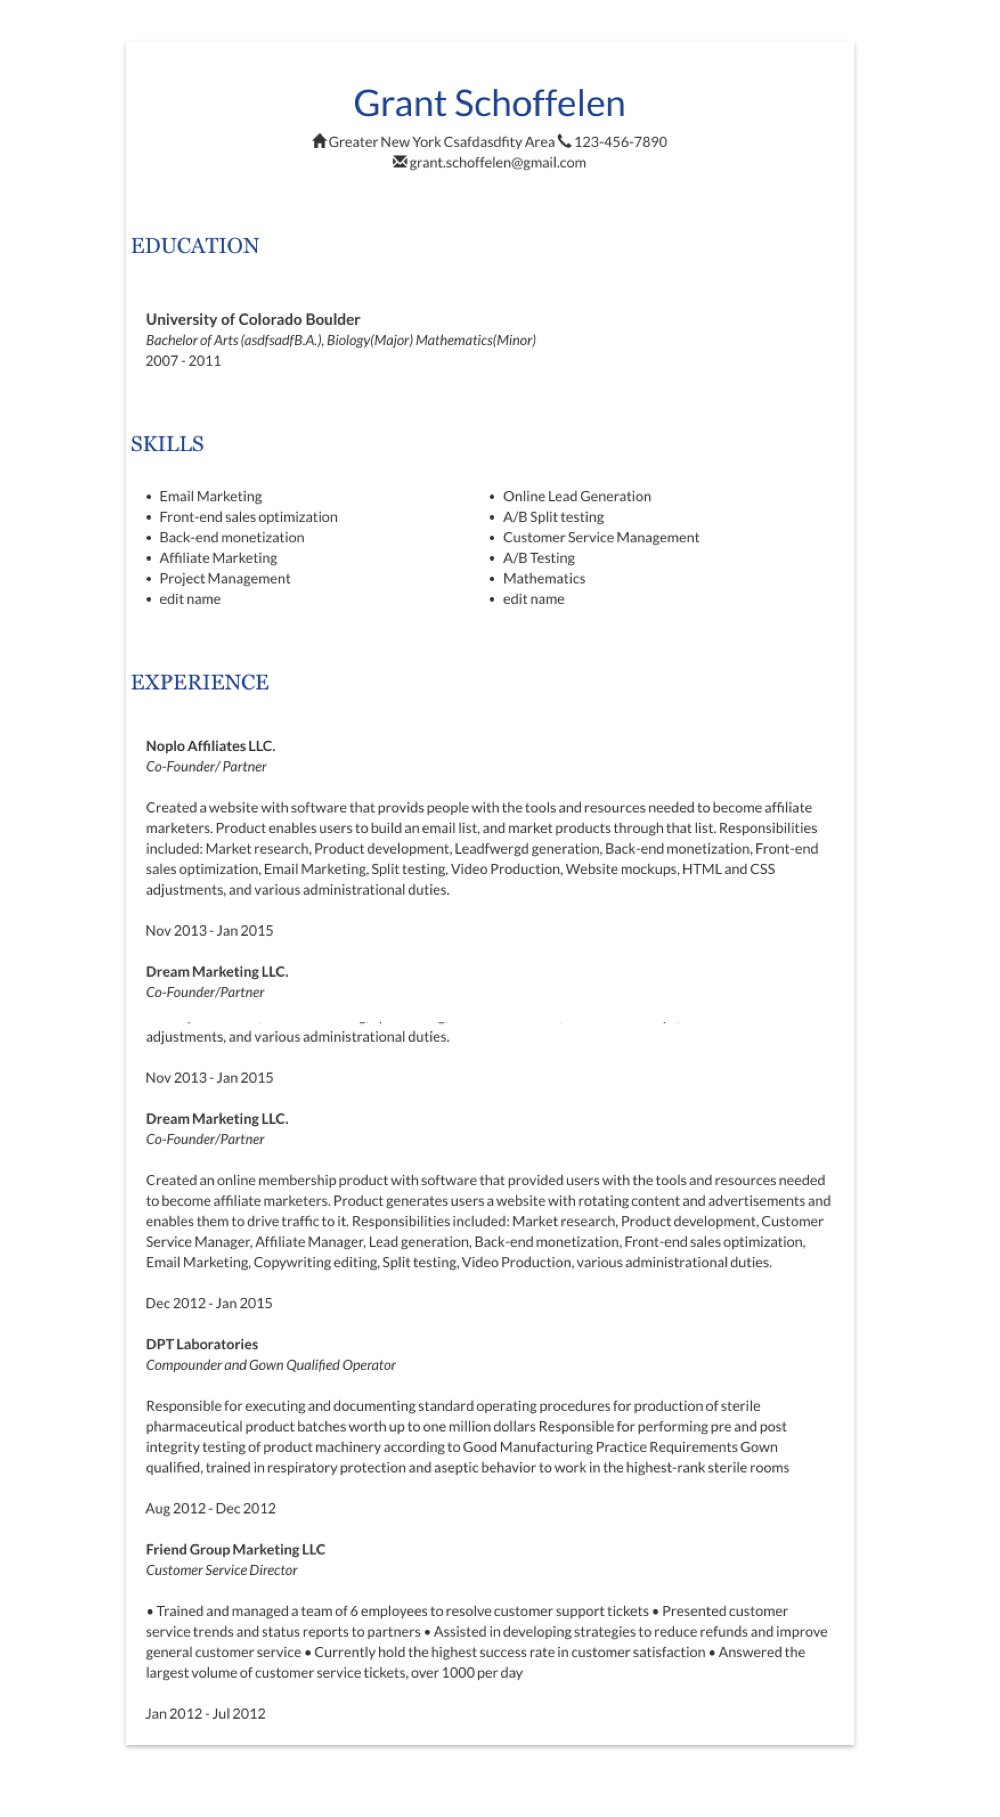 Grant Schoffelen
Greater New York Csafdasdfity Area 123-456-7890
grant.schoffelen@gmail.com
EDUCATION
University of Colorado Boulder
Bachelor of Arts (asdfsadfB.A.), Biology(Major) Mathematics(Minor)
2007 - 2011
SKILLS
• Email Marketing
• Front-end sales optimization
• Back-end monetization
• Affiliate Marketing
• Project Management
• edit name
• Online Lead Generation
• A/B Split testing
• Customer Service Management
• A/B Testing
• Mathematics
• edit name
EXPERIENCE
Noplo Affiliates LLC.
Co-Founder/ Partner
Created a website with software that provids people with the tools and resources needed to become affiliate
marketers. Product enables users to build an email list, and market products through that list. Responsibilities
included: Market research, Product development, Leadfwergd generation, Back-end monetization, Front-end
sales optimization, Email Marketing, Split testing, Video Production, Website mockups, HTML and CSS
adjustments, and various administrational duties.
Nov 2013 - Jan 2015
Dream Marketing LLC.
Co-Founder/Partner
adjustments, and various administrational duties.
Nov 2013 - Jan 2015
Dream Marketing LLC.
Co-Founder/Partner
Created an online membership product with software that provided users with the tools and resources needed
to become affiliate marketers. Product generates users a website with rotating content and advertisements and
enables them to drive traffic to it. Responsibilities included: Market research, Product development, Customer
Service Manager, Affiliate Manager, Lead generation, Back-end monetization, Front-end sales optimization,
Email Marketing, Copywriting editing, Split testing, Video Production, various administrational duties.
Dec 2012 - Jan 2015
DPT Laboratories
Compounder and Gown Qualified Operator
Responsible for executing and documenting standard operating procedures for production of sterile
pharmaceutical product batches worth up to one million dollars Responsible for performing pre and post
integrity testing of product machinery according to Good Manufacturing Practice Requirements Gown
qualified, trained in respiratory protection and aseptic behavior to work in the highest-rank sterile rooms
Aug 2012 - Dec 2012
Friend Group Marketing LLC
Customer Service Director
• Trained and managed a team of 6 employees to resolve customer support tickets • Presented customer
service trends and status reports to partners • Assisted in developing strategies to reduce refunds and improve
general customer service • Currently hold the highest success rate in customer satisfaction • Answered the
largest volume of customer service tickets, over 1000 per day
Jan 2012 - Jul 2012